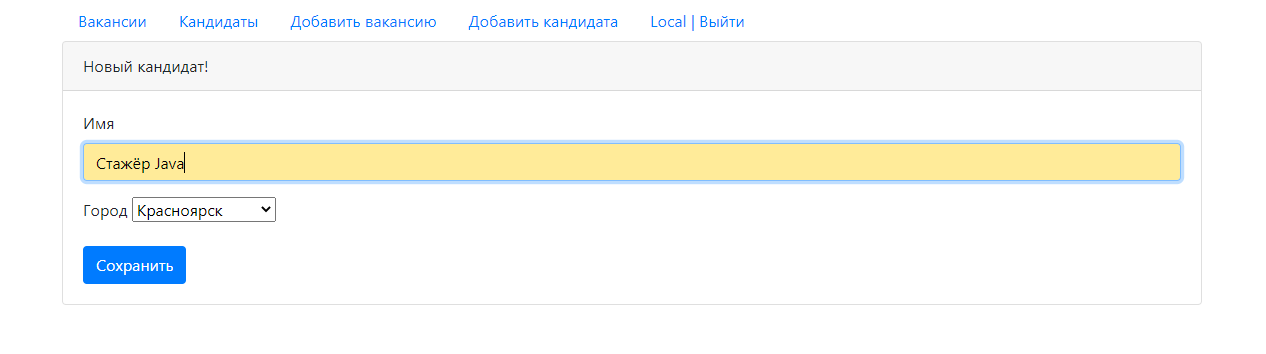 Вакансии Кандидаты Добавить вакансию Добавить кандидата Local | Выйти
Новый кандидат!
Имя
Стажёр Java
Город Красноярск
Сохранить